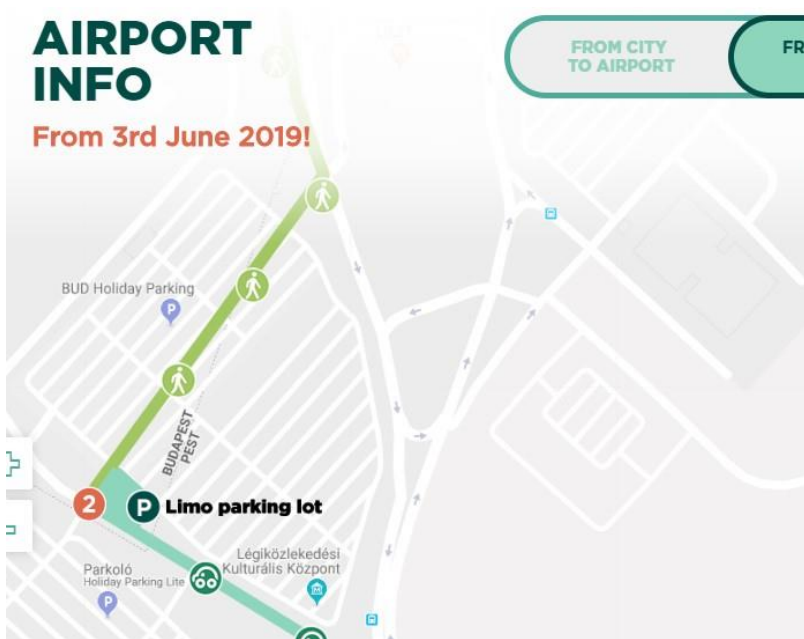 AIRPORT
INFO
From 3rd June 2019!
FROM CITY
TO AIRPORT
BUD Holiday Parking
P
BUDAPEST
PEST
2
P Limo parking lot
Légiközlekedési
Kulturális Központ
Parkoló
Holiday Parking Lite
P